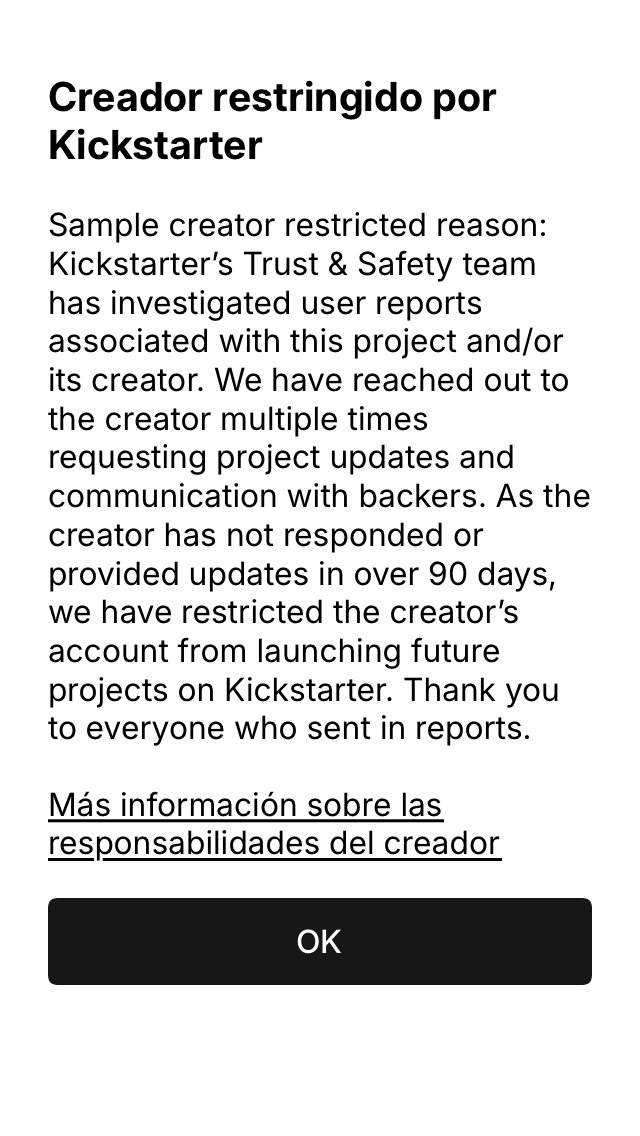 Creador restringido por
Kickstarter
Sample creator restricted reason:
Kickstarter’s Trust & Safety team
has investigated user reports
associated with this project and/or
its creator. We have reached out to
the creator multiple times
requesting project updates and
communication with backers. As the
creator has not responded or
provided updates in over 90 days,
we have restricted the creator’s
account from launching future
projects on Kickstarter. Thank you
to everyone who sent in reports.
Más información sobre las
responsabilidades del creador
OK